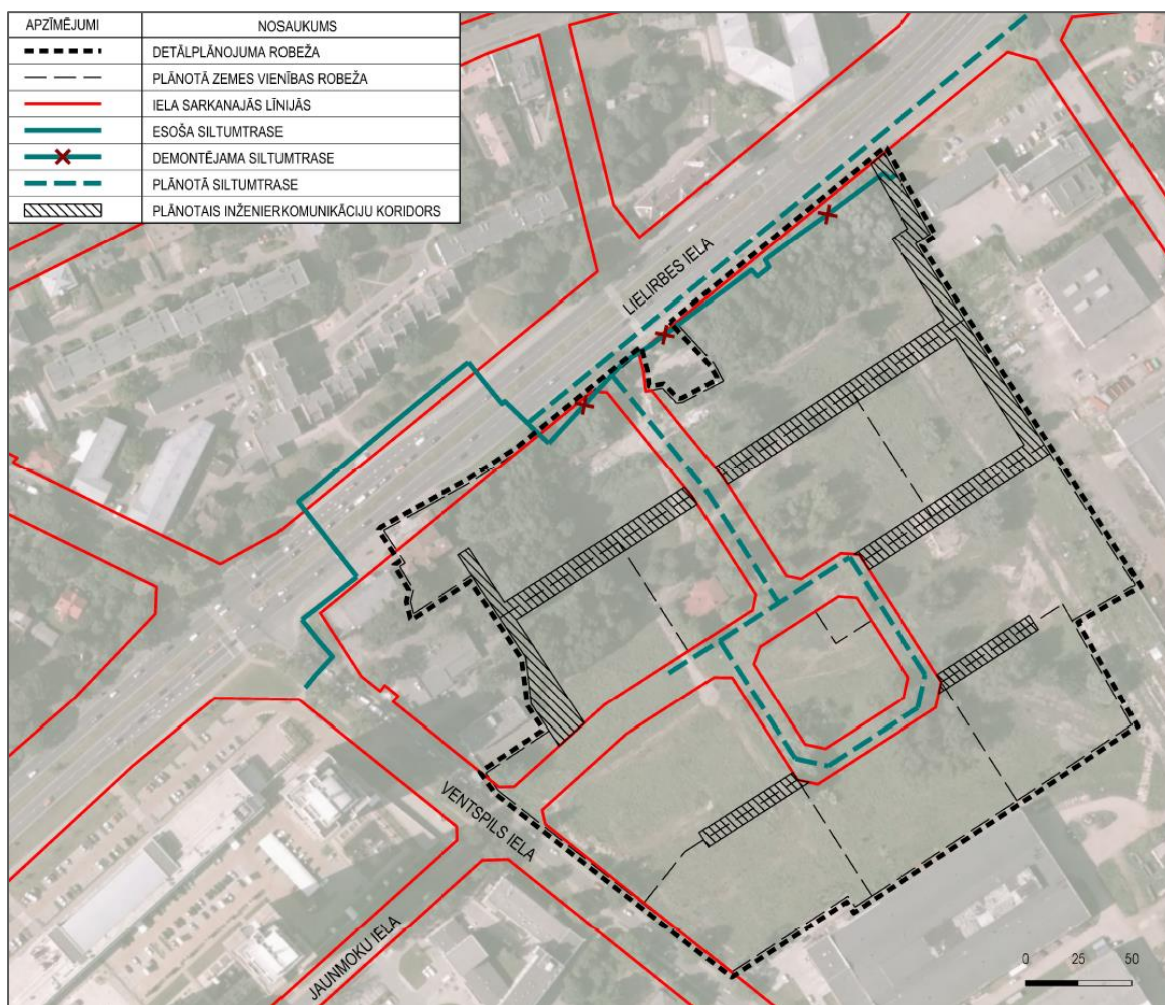 APZĪMĒJUMI NOSAUKUMS
DETĀLPLĀNOJUMA ROBEŽA
PLĀNOTĀ ZEMES VIENĪBAS ROBEŽA
IELA SARKANAJĀS LĪNIJĀS
ESOŠA SILTUMTRASE
DEMONTĒJAMA SILTUMTRASE
PLĀNOTĀ SILTUMTRASE
PLĀNOTAIS INŽENIERKOMUNIKĀCIJU KORIDORS
LIELIRBES IELA
VENTSPILS IELA
JAUNMOKU IELA
0 25 50